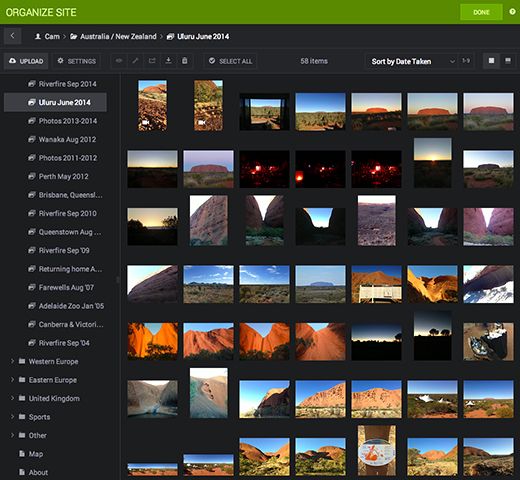 ORGANIZE SITE
DONE
Cam > Australia / New Zealand > Uluru June 2014
UPLOAD
SETTINGS
SELECT ALL
58 items
Sort by Date Taken
1-9
Riverfire Sep 2014
Uluru June 2014
Photos 2013-2014
Wanaka Aug 2012
Photos 2011-2012
Perth May 2012
Brisbane, Queensl...
Riverfire Sep 2010
Queenstown Aug ...
Riverfire Sep '09
Returning home A...
Farewells Aug '07
Adelaide Zoo Jan '05
Canberra & Victori...
Riverfire Sep '04
Western Europe
Eastern Europe
United Kingdom
Sports
Other
Map
About